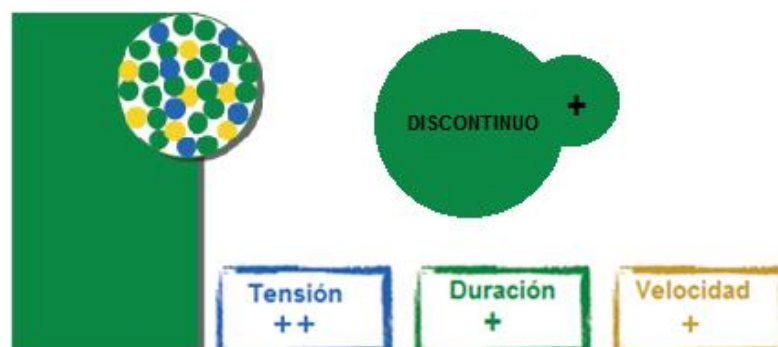 DISCONTINUO
+
Tensión
++
Duración
+
Velocidad
+